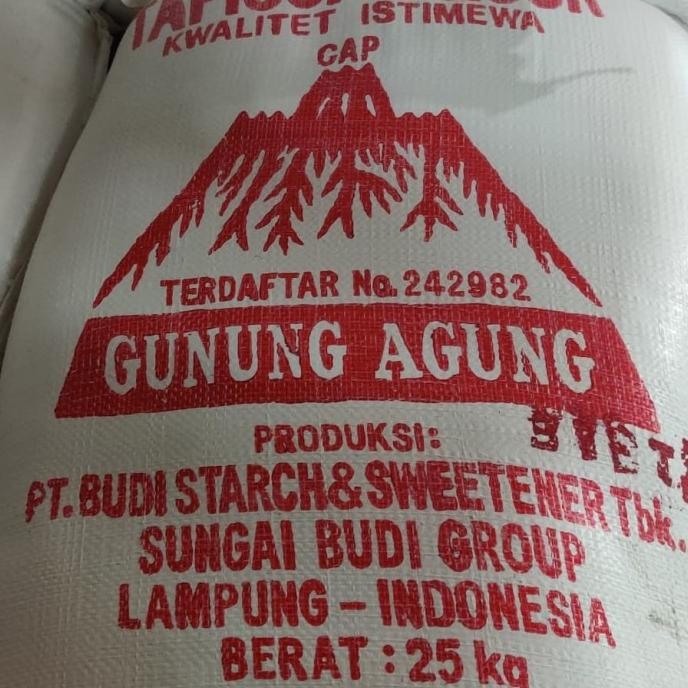 KWALITET ISTIMEWA
CAP
TERDAFTAR No. 242982
GUNUNG AGUNG
PRODUKSI:
PT. BUDI STARCH & SWEETENER Tbk.
SUNGAI BUDI GROUP
LAMPUNG – INDONESIA
BERAT : 25 kg